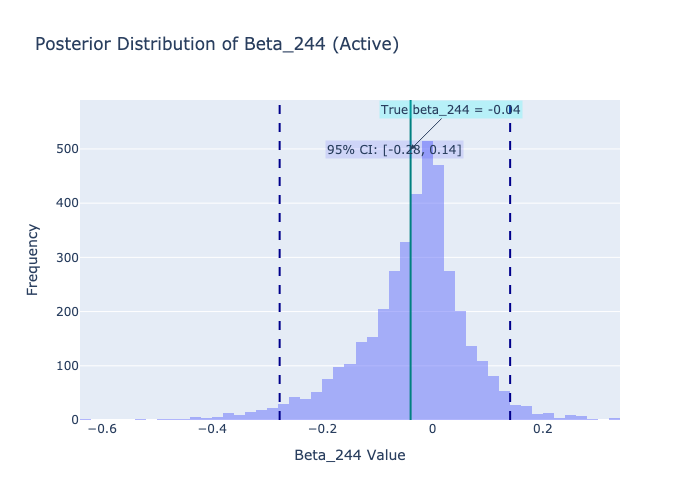 Posterior Distribution of Beta_244 (Active)
True beta_244 = -0.04
95% CI: [-0.28, 0.14]
500
400
300
200
100
0
Frequency
−0.6
−0.4
−0.2
0
0.2
Beta_244 Value